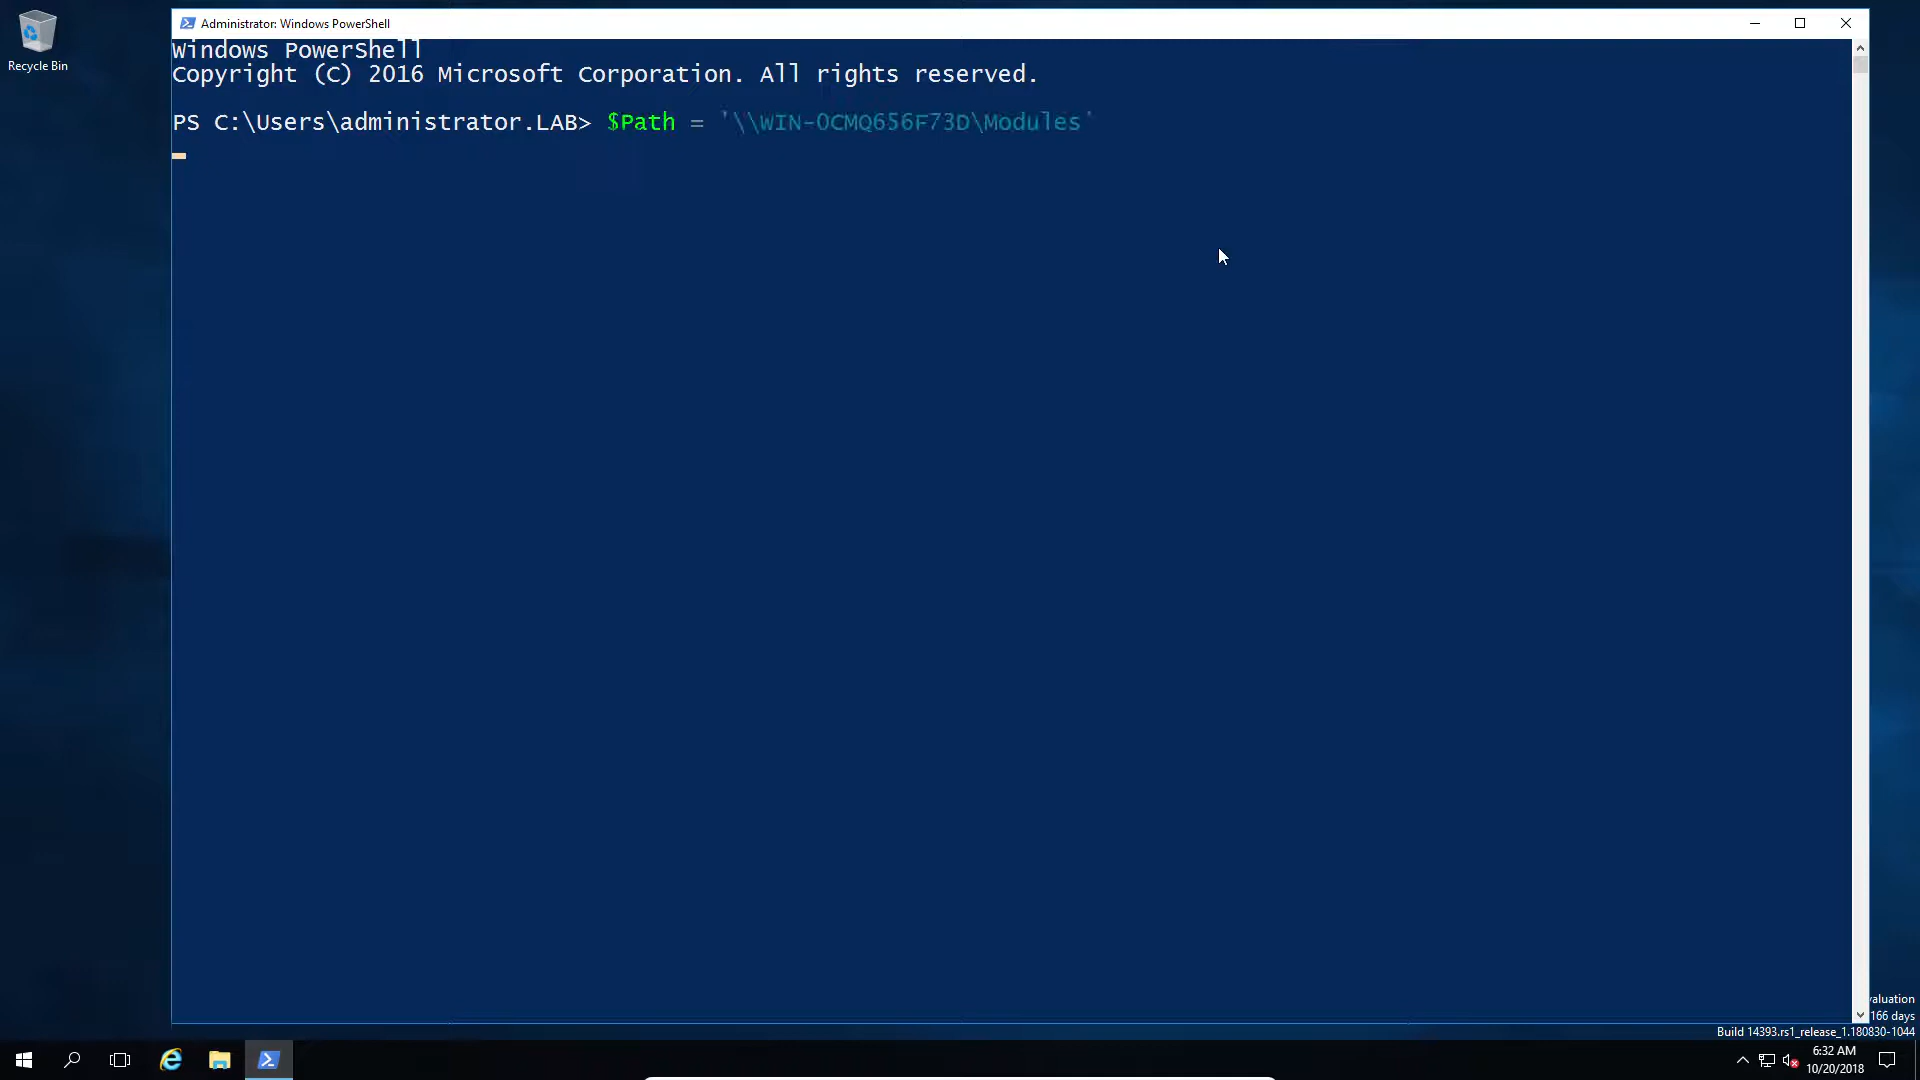 Recycle Bin
Administrator: Windows PowerShell
Windows PowerShell
Copyright (C) 2016 Microsoft Corporation. All rights reserved.
PS C:\Users\administrator.LAB> $Path = '\\WIN-OCMQ656F73D\Modules'
valuation
166 days
Build 14393.rs1_release_1.180830-1044
6:32 AM
10/20/2018